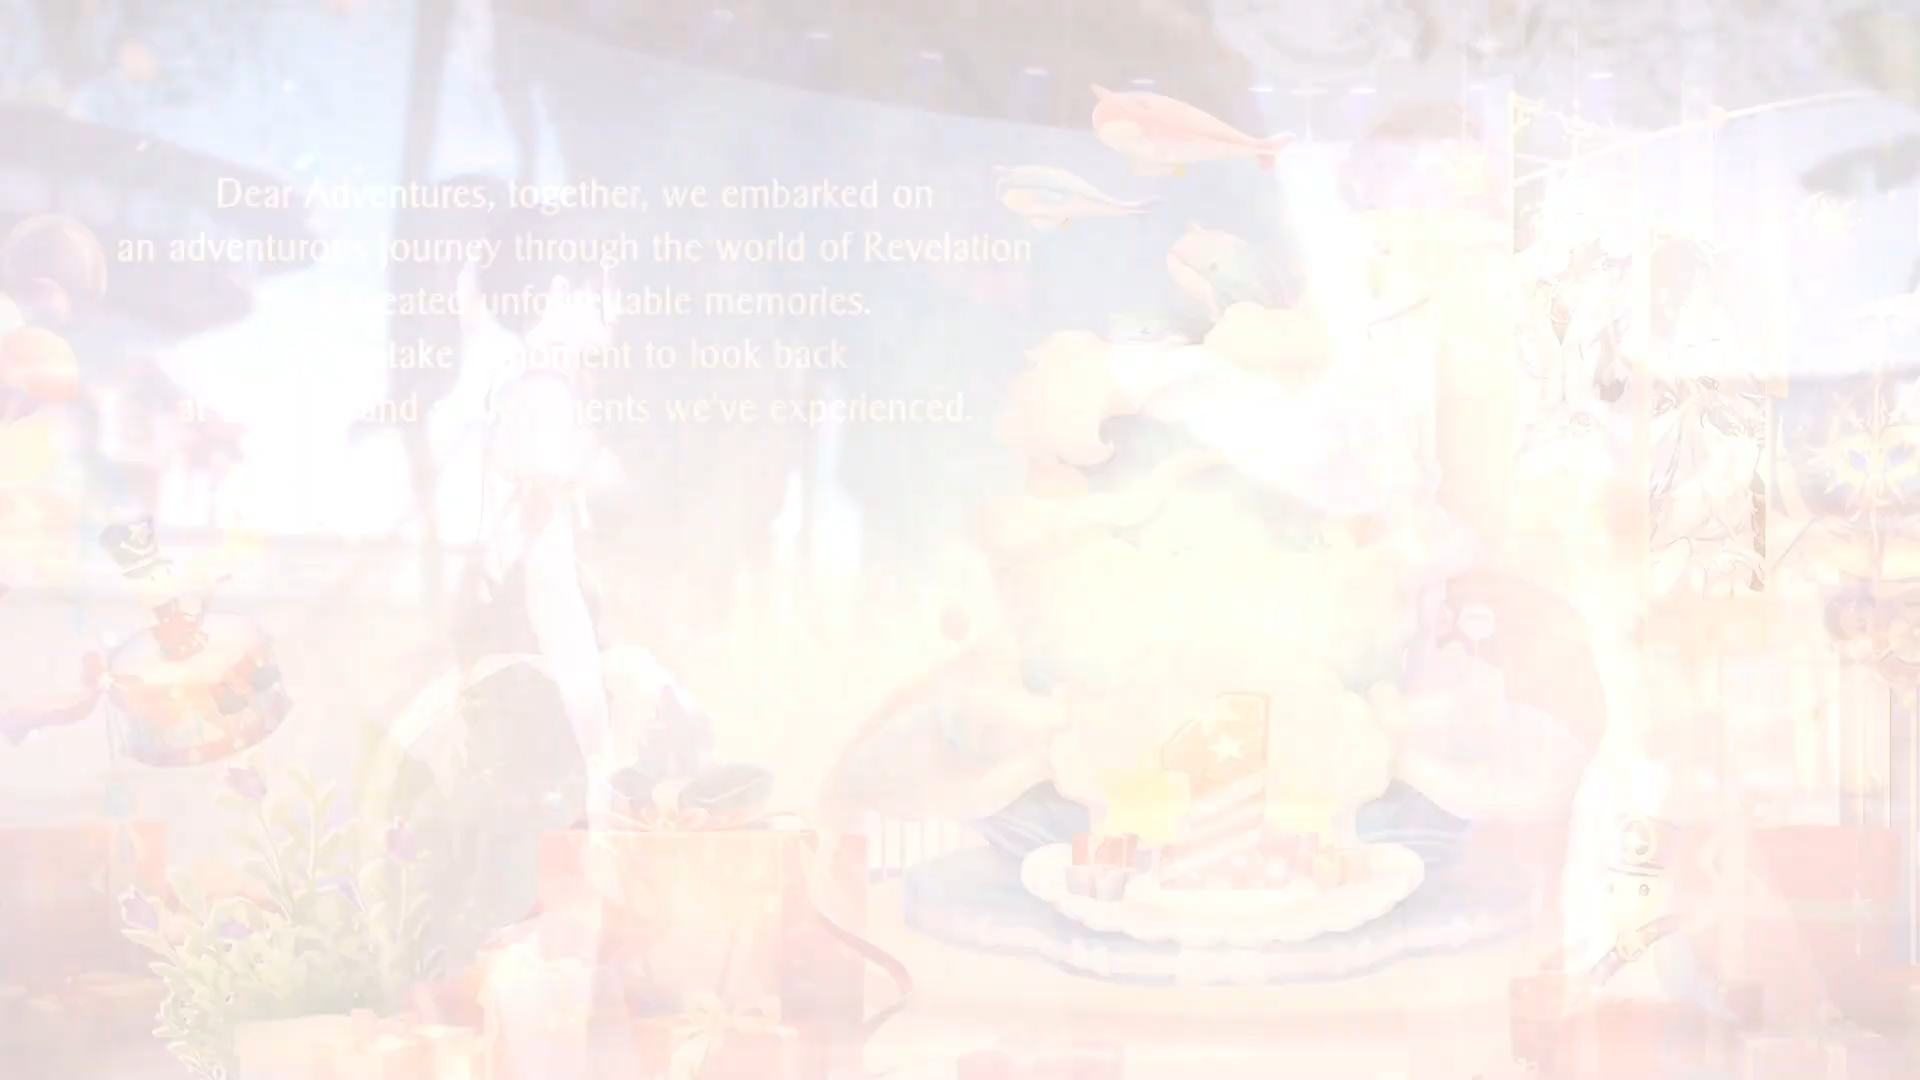 Dear Adventures, together, we embarked on
an adventurous journey through the world of Revelation
created unforgettable memories.
take moment to look back
and we've experienced.